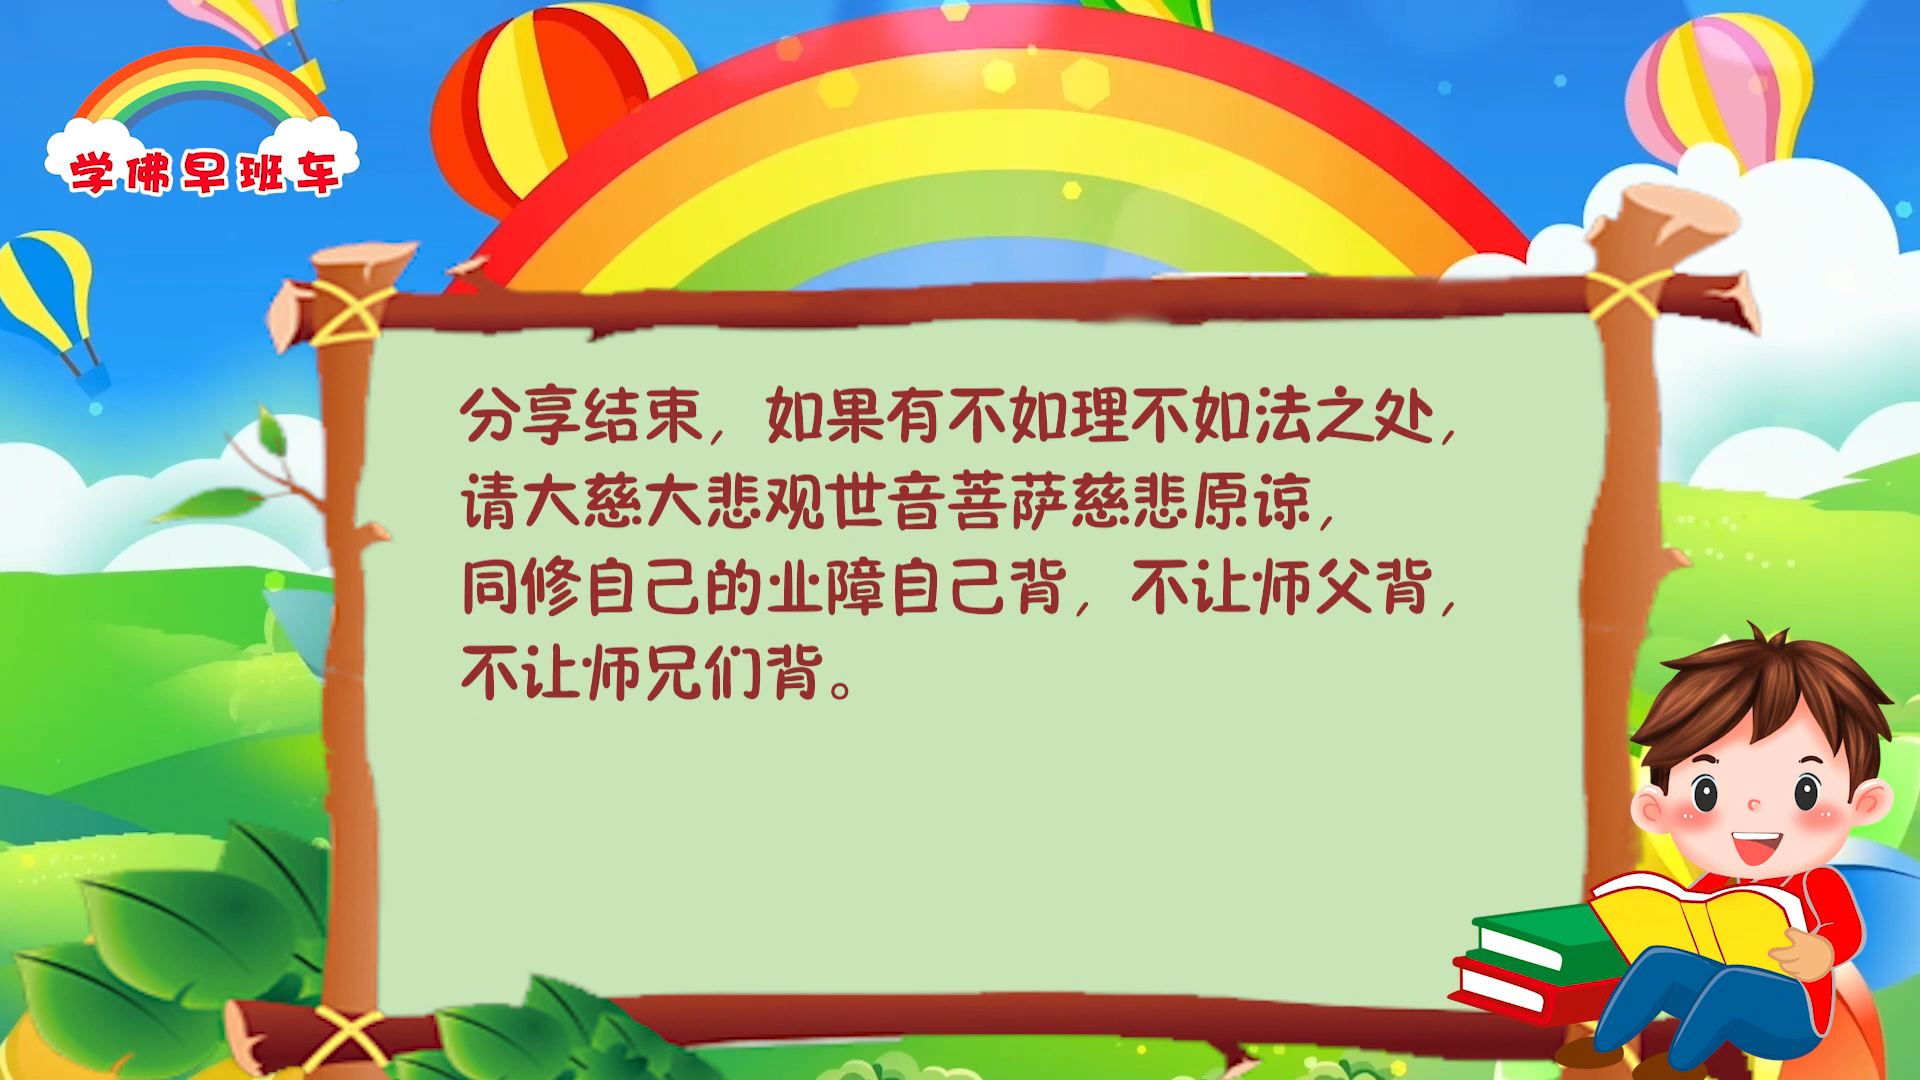 学佛早班车
分享结束，如果有不如理不如法之处，
请大慈大悲观世音菩萨慈悲原谅，
同修自己的业障自己背，不让师父背，
不让师兄们背。